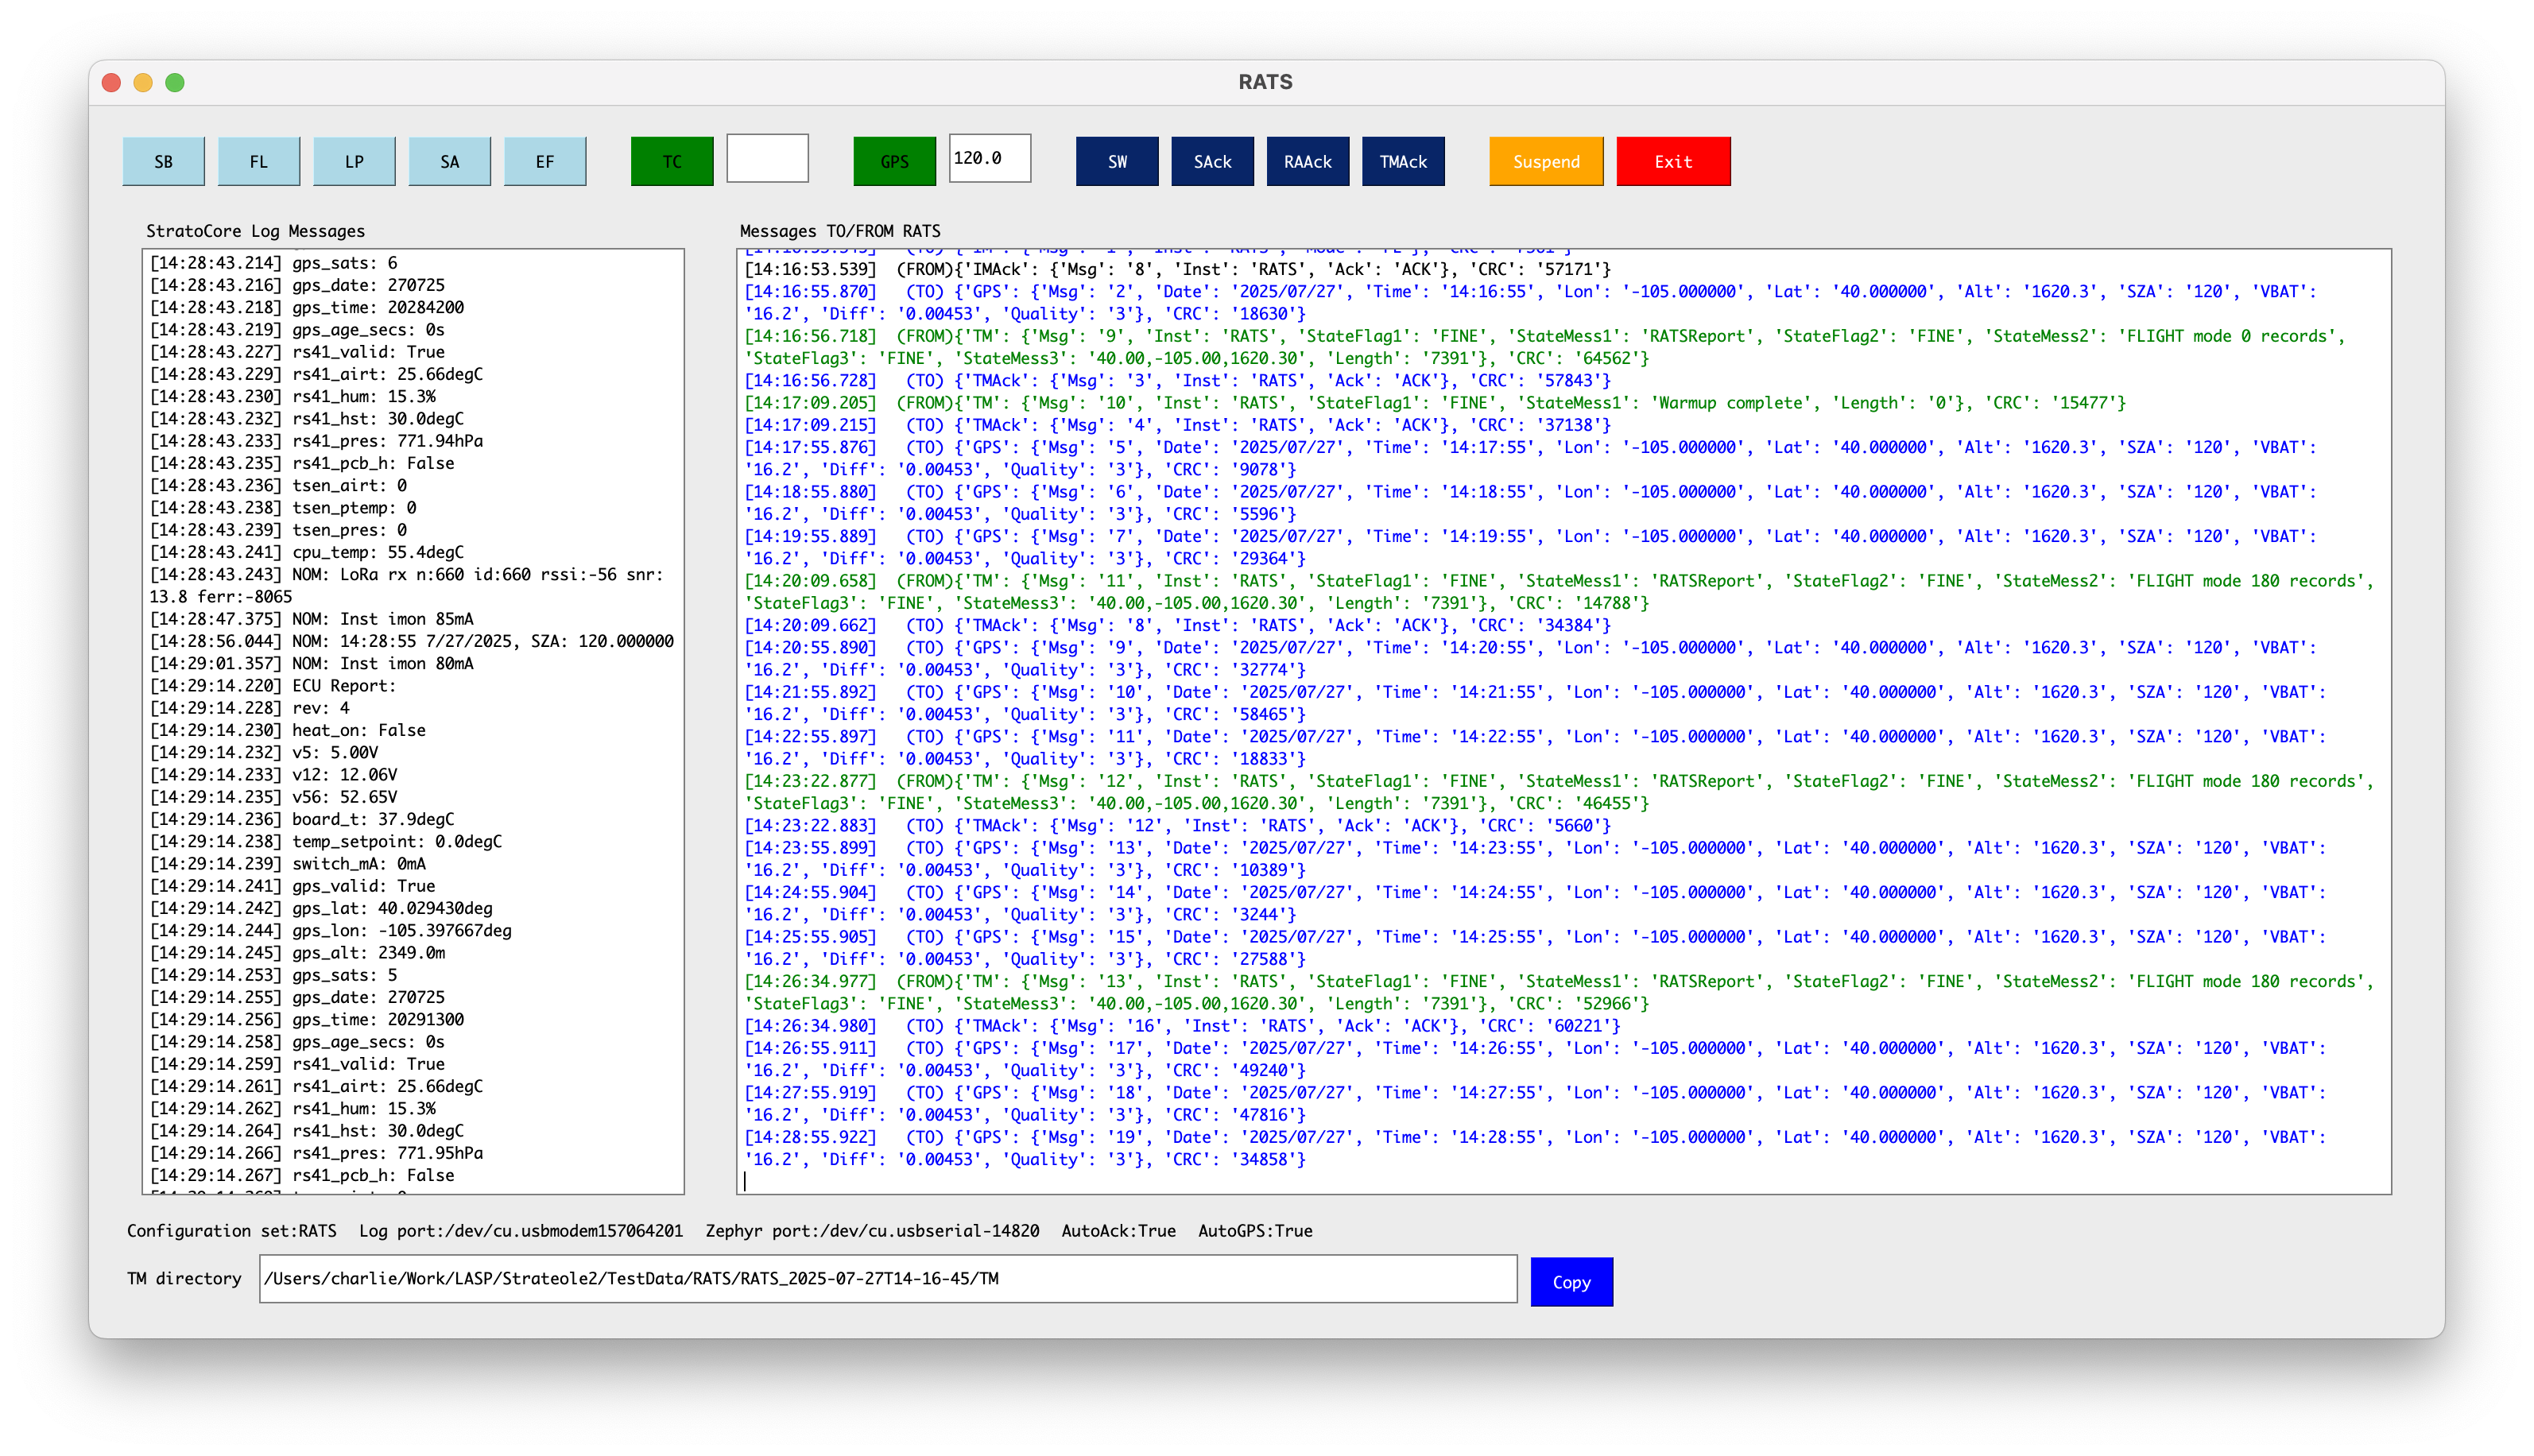 RATS
SB FL LP SA EF TC GPS 120.0 SW SAck RAAck TMAck Suspend Exit
StratoCore Log Messages
[14:28:43.214] gps_sats: 6
[14:28:43.216] gps_date: 270725
[14:28:43.218] gps_time: 20284200
[14:28:43.219] gps_age_secs: 0s
[14:28:43.227] rs41_valid: True
[14:28:43.229] rs41_airt: 25.66degC
[14:28:43.230] rs41_hum: 15.3%
[14:28:43.232] rs41_hst: 30.0degC
[14:28:43.233] rs41_pres: 771.94hPa
[14:28:43.235] rs41_pcb_h: False
[14:28:43.236] tsen_airt: 0
[14:28:43.238] tsen_ptemp: 0
[14:28:43.239] tsen_pres: 0
[14:28:43.241] cpu_temp: 55.4degC
[14:28:43.243] NOM: LoRa rx n:660 id:660 rssi:-56 snr:
13.8 ferr:-8065
[14:28:47.375] NOM: Inst imon 85mA
[14:28:56.044] NOM: 14:28:55 7/27/2025, SZA: 120.000000
[14:29:01.357] NOM: Inst imon 80mA
[14:29:14.220] ECU Report:
[14:29:14.228] rev: 4
[14:29:14.230] heat_on: False
[14:29:14.232] v5: 5.00V
[14:29:14.233] v12: 12.06V
[14:29:14.235] v56: 52.65V
[14:29:14.236] board_t: 37.9degC
[14:29:14.238] temp_setpoint: 0.0degC
[14:29:14.239] switch_mA: 0mA
[14:29:14.241] gps_valid: True
[14:29:14.242] gps_lat: 40.029430deg
[14:29:14.244] gps_lon: -105.397667deg
[14:29:14.245] gps_alt: 2349.0m
[14:29:14.253] gps_sats: 5
[14:29:14.255] gps_date: 270725
[14:29:14.256] gps_time: 20291300
[14:29:14.258] gps_age_secs: 0s
[14:29:14.259] rs41_valid: True
[14:29:14.261] rs41_airt: 25.66degC
[14:29:14.262] rs41_hum: 15.3%
[14:29:14.264] rs41_hst: 30.0degC
[14:29:14.266] rs41_pres: 771.95hPa
[14:29:14.267] rs41_pcb_h: False
Messages TO/FROM RATS
[14:16:53.539]  (FROM){'IMAck': {'Msg': '8', 'Inst': 'RATS', 'Ack': 'ACK'}, 'CRC': '57171'}
[14:16:55.870]   (TO) {'GPS': {'Msg': '2', 'Date': '2025/07/27', 'Time': '14:16:55', 'Lon': '-105.000000', 'Lat': '40.000000', 'Alt': '1620.3', 'SZA': '120', 'VBAT':
'16.2', 'Diff': '0.00453', 'Quality': '3'}, 'CRC': '18630'}
[14:16:56.718]  (FROM){'TM': {'Msg': '9', 'Inst': 'RATS', 'StateFlag1': 'FINE', 'StateMess1': 'RATSReport', 'StateFlag2': 'FINE', 'StateMess2': 'FLIGHT mode 0 records',
'StateFlag3': 'FINE', 'StateMess3': '40.00,-105.00,1620.30', 'Length': '7391'}, 'CRC': '64562'}
[14:16:56.728]   (TO) {'TMAck': {'Msg': '3', 'Inst': 'RATS', 'Ack': 'ACK'}, 'CRC': '57843'}
[14:17:09.205]  (FROM){'TM': {'Msg': '10', 'Inst': 'RATS', 'StateFlag1': 'FINE', 'StateMess1': 'Warmup complete', 'Length': '0'}, 'CRC': '15477'}
[14:17:09.215]   (TO) {'TMAck': {'Msg': '4', 'Inst': 'RATS', 'Ack': 'ACK'}, 'CRC': '37138'}
[14:17:55.876]   (TO) {'GPS': {'Msg': '5', 'Date': '2025/07/27', 'Time': '14:17:55', 'Lon': '-105.000000', 'Lat': '40.000000', 'Alt': '1620.3', 'SZA': '120', 'VBAT':
'16.2', 'Diff': '0.00453', 'Quality': '3'}, 'CRC': '9078'}
[14:18:55.880]   (TO) {'GPS': {'Msg': '6', 'Date': '2025/07/27', 'Time': '14:18:55', 'Lon': '-105.000000', 'Lat': '40.000000', 'Alt': '1620.3', 'SZA': '120', 'VBAT':
'16.2', 'Diff': '0.00453', 'Quality': '3'}, 'CRC': '5596'}
[14:19:55.889]   (TO) {'GPS': {'Msg': '7', 'Date': '2025/07/27', 'Time': '14:19:55', 'Lon': '-105.000000', 'Lat': '40.000000', 'Alt': '1620.3', 'SZA': '120', 'VBAT':
'16.2', 'Diff': '0.00453', 'Quality': '3'}, 'CRC': '29364'}
[14:20:09.658]  (FROM){'TM': {'Msg': '11', 'Inst': 'RATS', 'StateFlag1': 'FINE', 'StateMess1': 'RATSReport', 'StateFlag2': 'FINE', 'StateMess2': 'FLIGHT mode 180 records',
'StateFlag3': 'FINE', 'StateMess3': '40.00,-105.00,1620.30', 'Length': '7391'}, 'CRC': '14788'}
[14:20:09.662]   (TO) {'TMAck': {'Msg': '8', 'Inst': 'RATS', 'Ack': 'ACK'}, 'CRC': '34384'}
[14:20:55.890]   (TO) {'GPS': {'Msg': '9', 'Date': '2025/07/27', 'Time': '14:20:55', 'Lon': '-105.000000', 'Lat': '40.000000', 'Alt': '1620.3', 'SZA': '120', 'VBAT':
'16.2', 'Diff': '0.00453', 'Quality': '3'}, 'CRC': '32774'}
[14:21:55.892]   (TO) {'GPS': {'Msg': '10', 'Date': '2025/07/27', 'Time': '14:21:55', 'Lon': '-105.000000', 'Lat': '40.000000', 'Alt': '1620.3', 'SZA': '120', 'VBAT':
'16.2', 'Diff': '0.00453', 'Quality': '3'}, 'CRC': '58465'}
[14:22:55.897]   (TO) {'GPS': {'Msg': '11', 'Date': '2025/07/27', 'Time': '14:22:55', 'Lon': '-105.000000', 'Lat': '40.000000', 'Alt': '1620.3', 'SZA': '120', 'VBAT':
'16.2', 'Diff': '0.00453', 'Quality': '3'}, 'CRC': '18833'}
[14:23:22.877]  (FROM){'TM': {'Msg': '12', 'Inst': 'RATS', 'StateFlag1': 'FINE', 'StateMess1': 'RATSReport', 'StateFlag2': 'FINE', 'StateMess2': 'FLIGHT mode 180 records',
'StateFlag3': 'FINE', 'StateMess3': '40.00,-105.00,1620.30', 'Length': '7391'}, 'CRC': '46455'}
[14:23:22.883]   (TO) {'TMAck': {'Msg': '12', 'Inst': 'RATS', 'Ack': 'ACK'}, 'CRC': '5660'}
[14:23:55.899]   (TO) {'GPS': {'Msg': '13', 'Date': '2025/07/27', 'Time': '14:23:55', 'Lon': '-105.000000', 'Lat': '40.000000', 'Alt': '1620.3', 'SZA': '120', 'VBAT':
'16.2', 'Diff': '0.00453', 'Quality': '3'}, 'CRC': '10389'}
[14:24:55.904]   (TO) {'GPS': {'Msg': '14', 'Date': '2025/07/27', 'Time': '14:24:55', 'Lon': '-105.000000', 'Lat': '40.000000', 'Alt': '1620.3', 'SZA': '120', 'VBAT':
'16.2', 'Diff': '0.00453', 'Quality': '3'}, 'CRC': '3244'}
[14:25:55.905]   (TO) {'GPS': {'Msg': '15', 'Date': '2025/07/27', 'Time': '14:25:55', 'Lon': '-105.000000', 'Lat': '40.000000', 'Alt': '1620.3', 'SZA': '120', 'VBAT':
'16.2', 'Diff': '0.00453', 'Quality': '3'}, 'CRC': '27588'}
[14:26:34.977]  (FROM){'TM': {'Msg': '13', 'Inst': 'RATS', 'StateFlag1': 'FINE', 'StateMess1': 'RATSReport', 'StateFlag2': 'FINE', 'StateMess2': 'FLIGHT mode 180 records',
'StateFlag3': 'FINE', 'StateMess3': '40.00,-105.00,1620.30', 'Length': '7391'}, 'CRC': '52966'}
[14:26:34.980]   (TO) {'TMAck': {'Msg': '16', 'Inst': 'RATS', 'Ack': 'ACK'}, 'CRC': '60221'}
[14:26:55.911]   (TO) {'GPS': {'Msg': '17', 'Date': '2025/07/27', 'Time': '14:26:55', 'Lon': '-105.000000', 'Lat': '40.000000', 'Alt': '1620.3', 'SZA': '120', 'VBAT':
'16.2', 'Diff': '0.00453', 'Quality': '3'}, 'CRC': '49240'}
[14:27:55.919]   (TO) {'GPS': {'Msg': '18', 'Date': '2025/07/27', 'Time': '14:27:55', 'Lon': '-105.000000', 'Lat': '40.000000', 'Alt': '1620.3', 'SZA': '120', 'VBAT':
'16.2', 'Diff': '0.00453', 'Quality': '3'}, 'CRC': '47816'}
[14:28:55.922]   (TO) {'GPS': {'Msg': '19', 'Date': '2025/07/27', 'Time': '14:28:55', 'Lon': '-105.000000', 'Lat': '40.000000', 'Alt': '1620.3', 'SZA': '120', 'VBAT':
'16.2', 'Diff': '0.00453', 'Quality': '3'}, 'CRC': '34858'}
Configuration set:RATS Log port:/dev/cu.usbmodem157064201 Zephyr port:/dev/cu.usbserial-14820 AutoAck:True AutoGPS:True
TM directory /Users/charlie/Work/LASP/Strateole2/TestData/RATS/RATS_2025-07-27T14-16-45/TM Copy